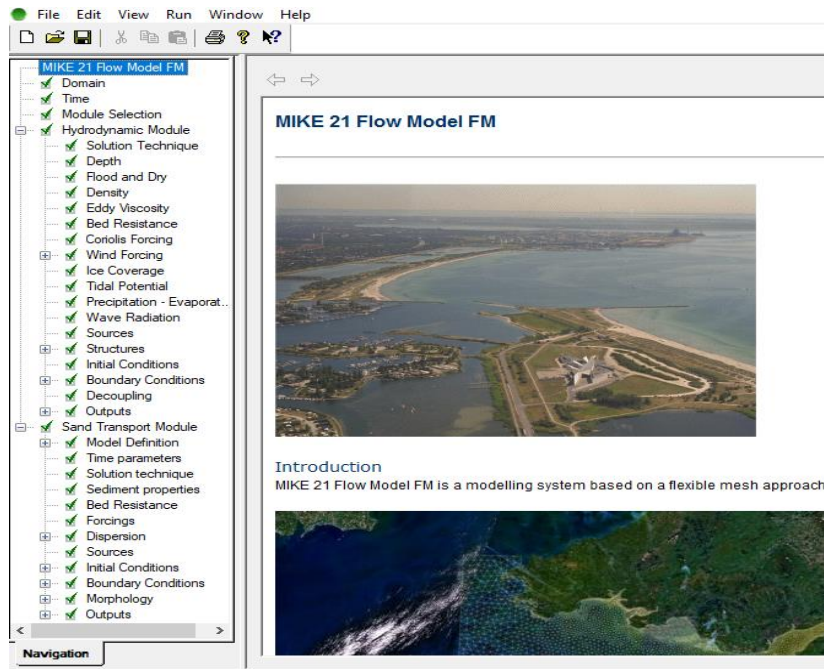 File Edit View Run Window Help
MIKE 21 Flow Model FM
Domain
Time
Module Selection
Hydrodynamic Module
Solution Technique
Depth
Flood and Dry
Density
Eddy Viscosity
Bed Resistance
Coriolis Forcing
Wind Forcing
Ice Coverage
Tidal Potential
Precipitation - Evaporat..
Wave Radiation
Sources
Structures
Initial Conditions
Boundary Conditions
Decoupling
Outputs
Sand Transport Module
Model Definition
Time parameters
Solution technique
Sediment properties
Bed Resistance
Forcings
Dispersion
Sources
Initial Conditions
Boundary Conditions
Morphology
Outputs
Navigation
MIKE 21 Flow Model FM
Introduction
MIKE 21 Flow Model FM is a modelling system based on a flexible mesh approach